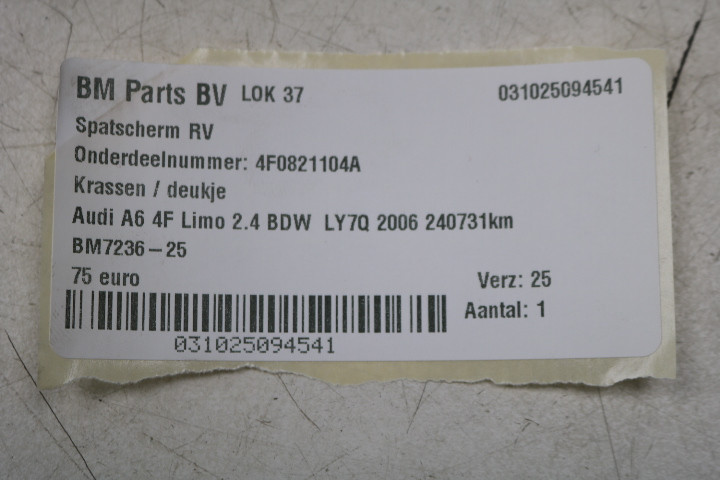 BM Parts BV LOK 37 031025094541
Spatscherm RV
Onderdeelnummer: 4F0821104A
Krassen / deukje
Audi A6 4F Limo 2.4 BDW LY7Q 2006 240731km
BM7236-25
75 euro Verz: 25
Aantal: 1
031025094541